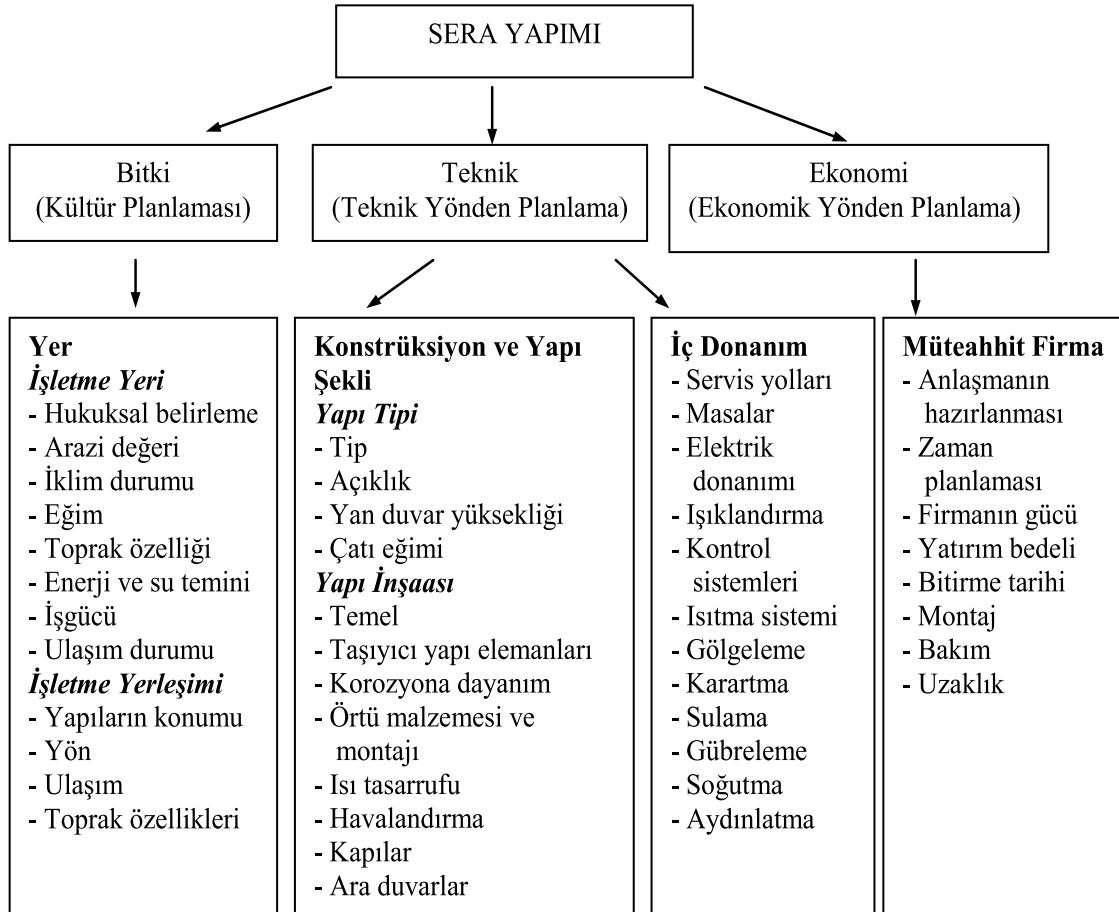 SERA YAPIMI
Bitki
(Kültür Planlaması)
Teknik
(Teknik Yönden Planlama)
Ekonomi
(Ekonomik Yönden Planlama)
Yer
İşletme Yeri
- Hukuksal belirleme
- Arazi değeri
- İklim durumu
- Eğim
- Toprak özelliği
- Enerji ve su temini
- İşgücü
- Ulaşım durumu
İşletme Yerleşimi
- Yapıların konumu
- Yön
- Ulaşım
- Toprak özellikleri
Konstrüksiyon ve Yapı
Şekli
Yapı Tipi
- Tip
- Açıklık
- Yan duvar yüksekliği
- Çatı eğimi
Yapı İnşaası
- Temel
- Taşıyıcı yapı elemanları
- Korozyona dayanım
- Örtü malzemesi ve
montajı
- Isı tasarrufu
- Havalandırma
- Kapılar
- Ara duvarlar
İç Donanım
- Servis yolları
- Masalar
- Elektrik
donanımı
- Işıklandırma
- Kontrol
sistemleri
- Isıtma sistemi
- Gölgeleme
- Karartma
- Sulama
- Gübreleme
- Soğutma
- Aydınlatma
Müteahhit Firma
- Anlaşmanın
hazırlanması
- Zaman
planlaması
- Firmanın gücü
- Yatırım bedeli
- Bitirme tarihi
- Montaj
- Bakım
- Uzaklık